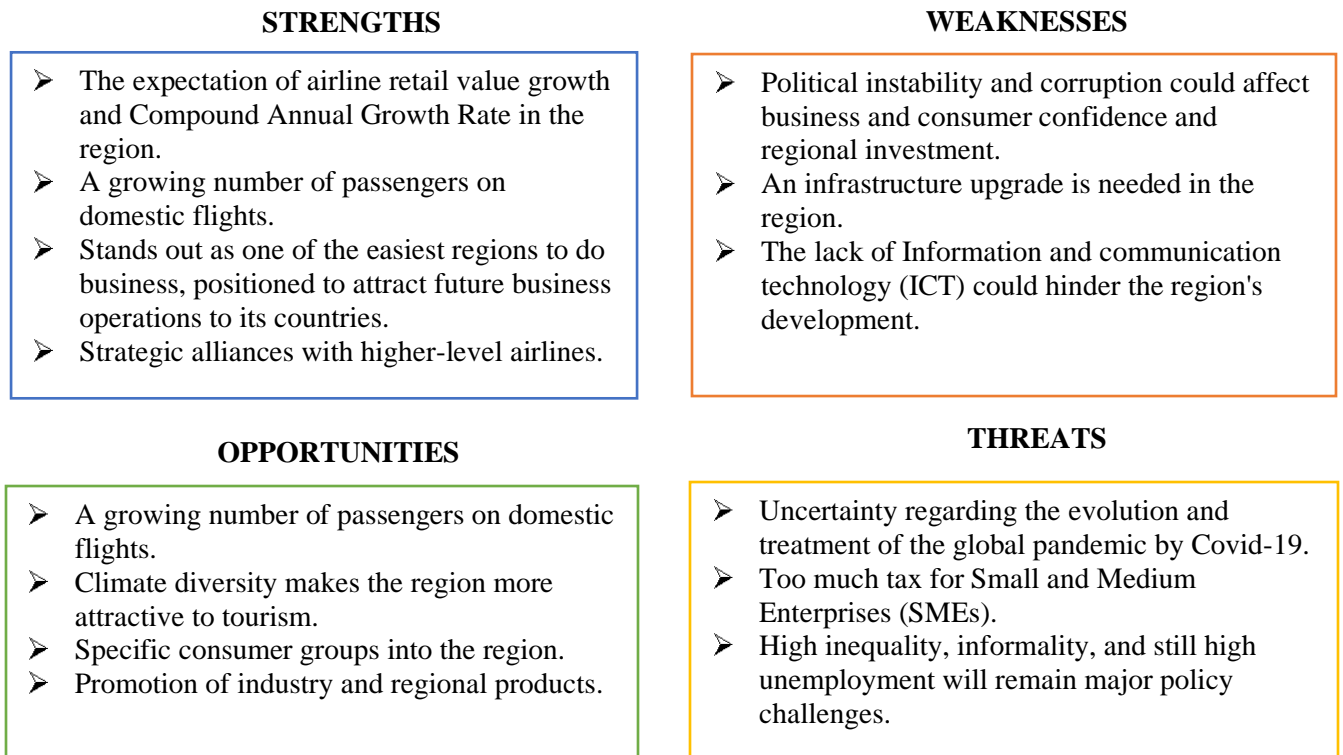 STRENGTHS
➢ The expectation of airline retail value growth
and Compound Annual Growth Rate in the
region.
➢ A growing number of passengers on
domestic flights.
➢ Stands out as one of the easiest regions to do
business, positioned to attract future business
operations to its countries.
➢ Strategic alliances with higher-level airlines.
WEAKNESSES
➢ Political instability and corruption could affect
business and consumer confidence and
regional investment.
➢ An infrastructure upgrade is needed in the
region.
➢ The lack of Information and communication
technology (ICT) could hinder the region's
development.
OPPORTUNITIES
➢ A growing number of passengers on domestic
flights.
➢ Climate diversity makes the region more
attractive to tourism.
➢ Specific consumer groups into the region.
➢ Promotion of industry and regional products.
THREATS
➢ Uncertainty regarding the evolution and
treatment of the global pandemic by Covid-19.
➢ Too much tax for Small and Medium
Enterprises (SMEs).
➢ High inequality, informality, and still high
unemployment will remain major policy
challenges.